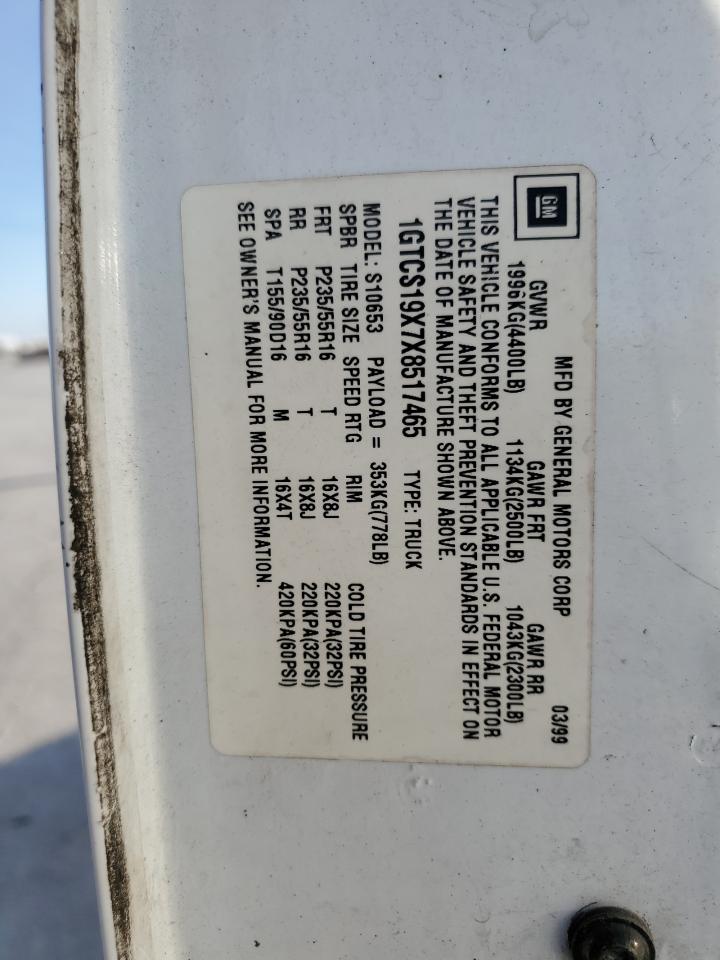 GM
MFD BY GENERAL MOTORS CORP 03/99
GVWR GAWR FRT GAWR RR
1996KG(4400LB) 1134KG(2500LB) 1043KG(2300LB)
THIS VEHICLE CONFORMS TO ALL APPLICABLE U.S. FEDERAL MOTOR
VEHICLE SAFETY AND THEFT PREVENTION STANDARDS IN EFFECT ON
THE DATE OF MANUFACTURE SHOWN ABOVE.
1GTCS19X7X8517465 TYPE: TRUCK
MODEL: S10653 PAYLOAD = 353KG(778LB)
SPBR TIRE SIZE SPEED RTG RIM COLD TIRE PRESSURE
FRT P235/55R16 T 16X8J 220KPA(32PSI)
RR P235/55R16 T 16X8J 220KPA(32PSI)
SPA T155/90D16 M 16X4T 420KPA(60PSI)
SEE OWNER'S MANUAL FOR MORE INFORMATION.